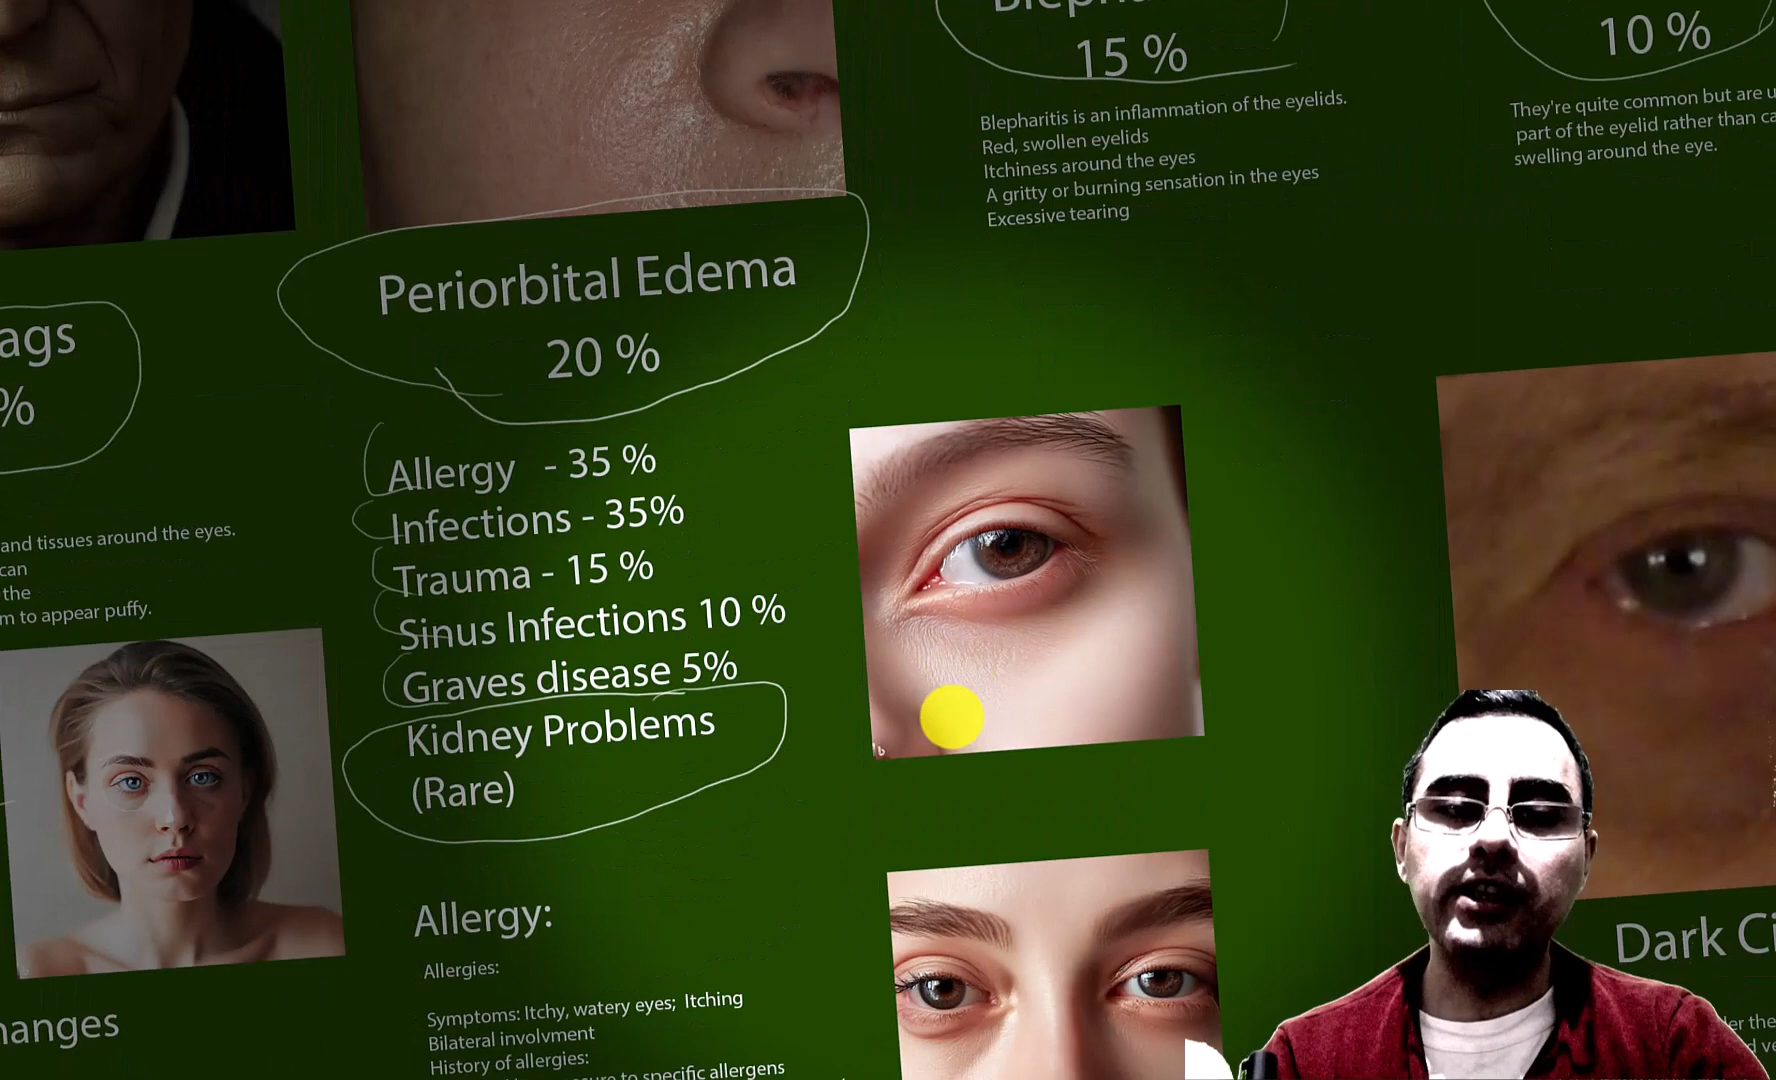 15 %
10 %
Blepharitis is an inflammation of the eyelids.
Red, swollen eyelids
Itchiness around the eyes
A gritty or burning sensation in the eyes
Excessive tearing
They're quite common but are
part of the eyelid rather than
swelling around the eye.
Periorbital Edema
20 %
ags
%
Allergy - 35 %
Infections - 35%
Trauma - 15 %
Sinus Infections 10 %
Graves disease 5%
Kidney Problems
(Rare)
and tissues around the eyes.
can
the
m to appear puffy.
hanges
Allergy:
Allergies:
Symptoms: Itchy, watery eyes; Itching
Bilateral involvment
History of allergies:
to specific allergens
Dark
the